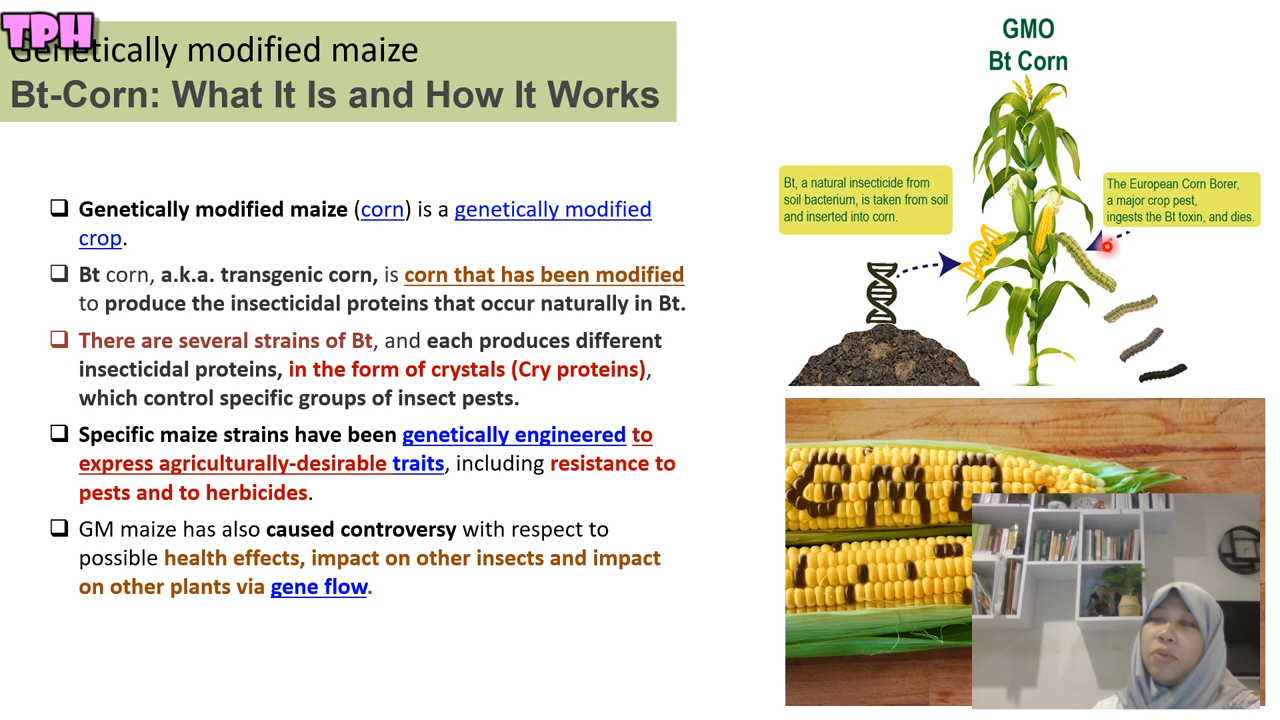 TPH
Genetically modified maize
Bt-Corn: What It Is and How It Works
❑ Genetically modified maize (corn) is a genetically modified
crop.
❑ Bt corn, a.k.a. transgenic corn, is corn that has been modified
to produce the insecticidal proteins that occur naturally in Bt.
❑ There are several strains of Bt, and each produces different
insecticidal proteins, in the form of crystals (Cry proteins),
which control specific groups of insect pests.
❑ Specific maize strains have been genetically engineered to
express agriculturally-desirable traits, including resistance to
pests and to herbicides.
❑ GM maize has also caused controversy with respect to
possible health effects, impact on other insects and impact
on other plants via gene flow.
GMO
Bt Corn
Bt, a natural insecticide from
soil bacterium, is taken from soil
and inserted into corn.
The European Corn Borer,
a major crop pest,
ingests the Bt toxin, and dies.
GMO